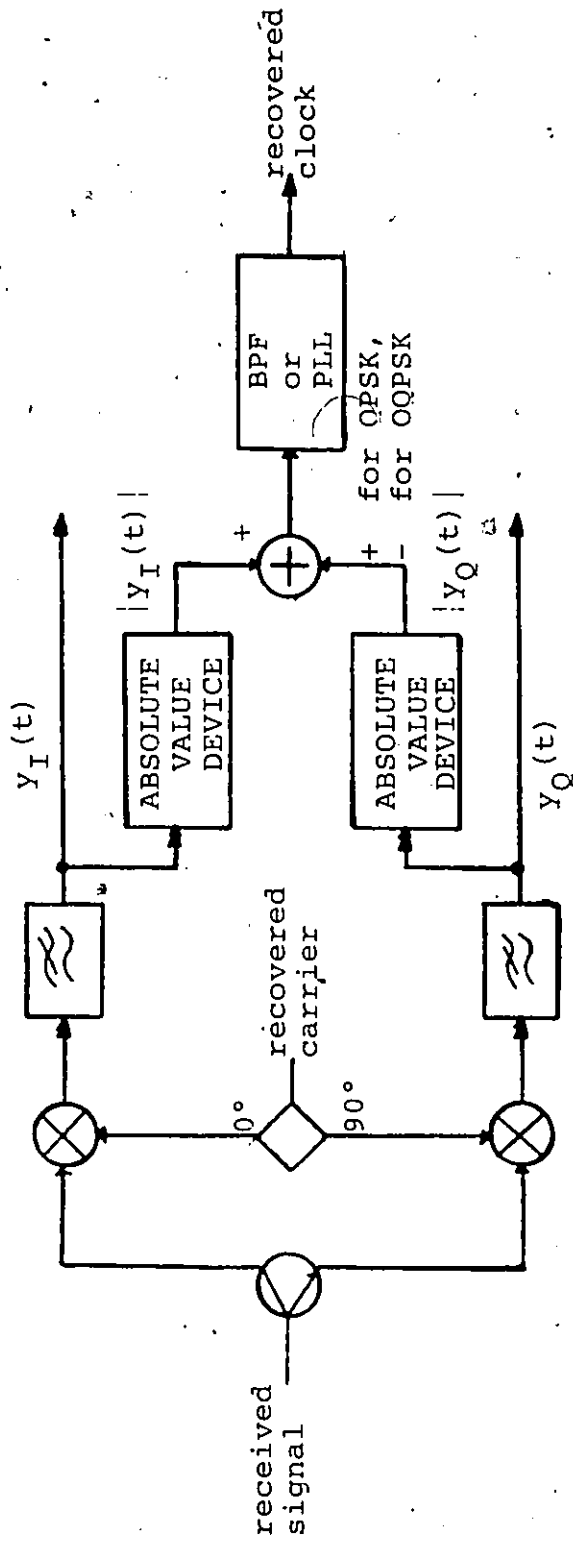 received
signal
0°
90°
recovered
carrier
y_I(t)
ABSOLUTE
VALUE
DEVICE
|y_I(t)|
+
ABSOLUTE
VALUE
DEVICE
|y_Q(t)|
+ for QPSK,
- for OQPSK
y_Q(t)
BPF
or
PLL
recovered
clock